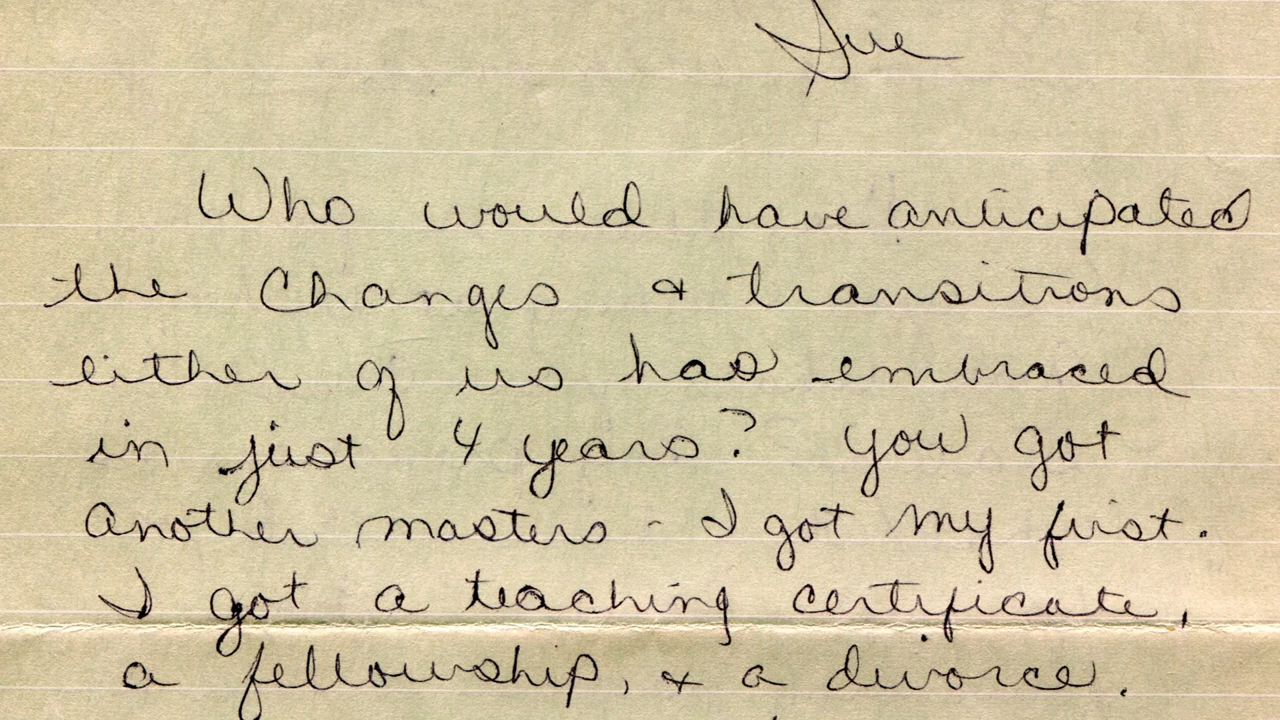 Sue
Who would have anticipated
the Changes & transitions
either of us has embraced
in just 4 years? you got
another masters - I got my first.
I got a teaching certificate,
a fellowship, & a divorce.